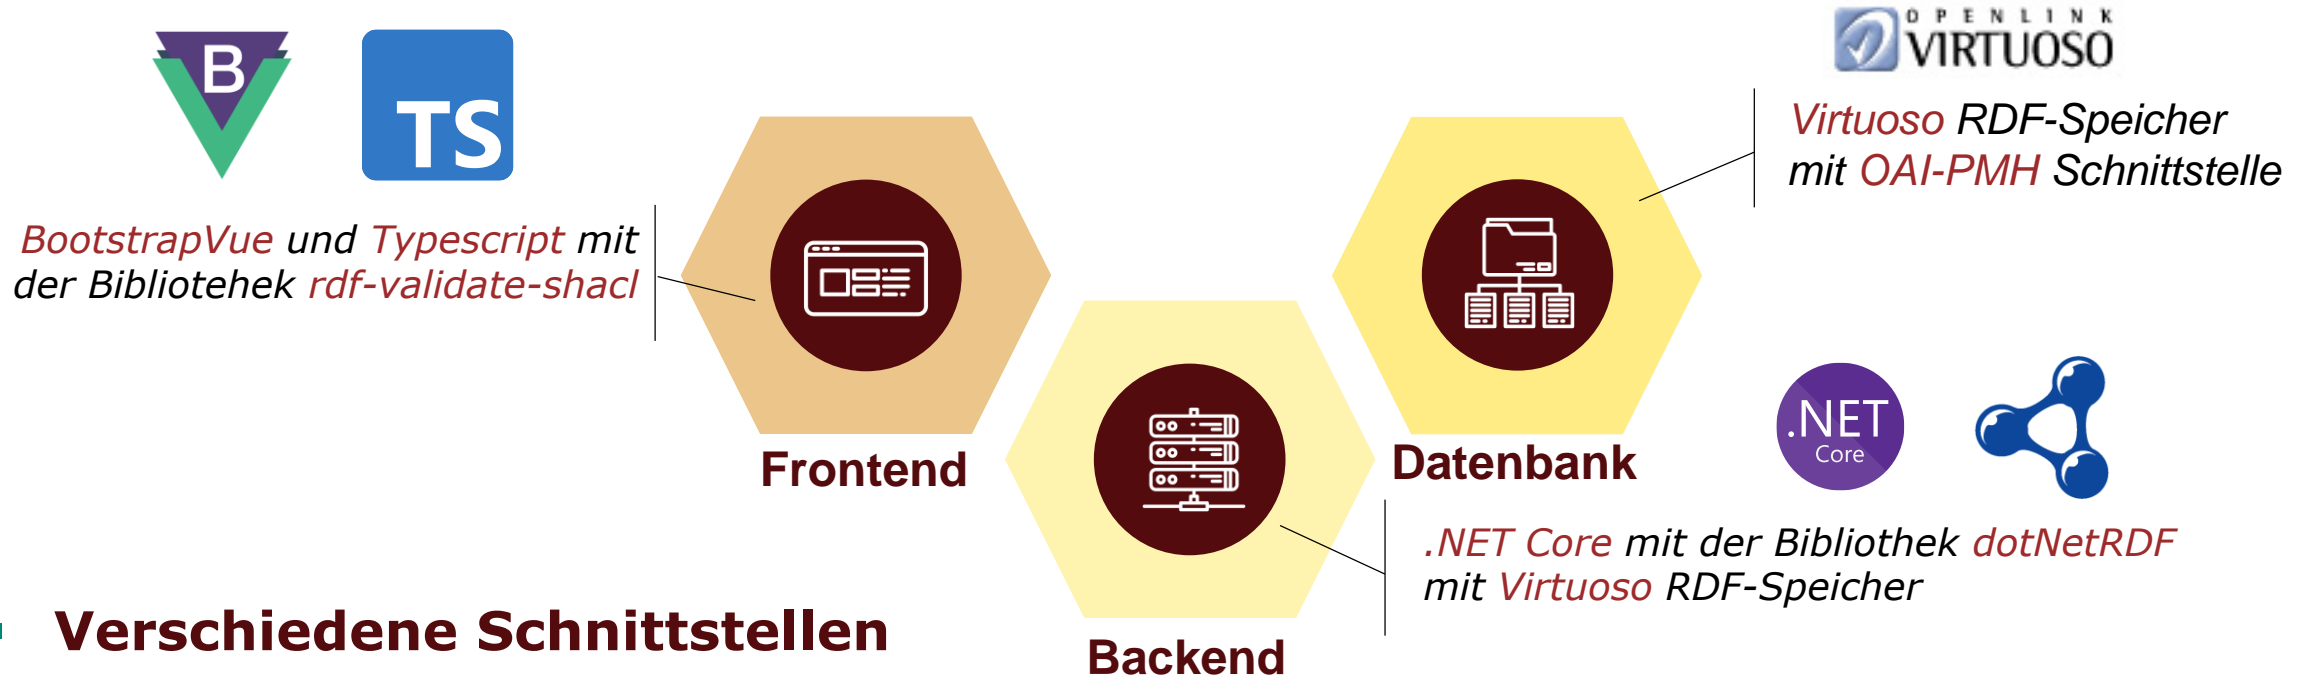 B
TS
OPENLINK
VIRTUOSO
Virtuoso RDF-Speicher
mit OAI-PMH Schnittstelle
BootstrapVue und Typescript mit
der Bibliotehek rdf-validate-shacl
Frontend
Datenbank
.NET
Core
.NET Core mit der Bibliothek dotNetRDF
mit Virtuoso RDF-Speicher
Verschiedene Schnittstellen
Backend